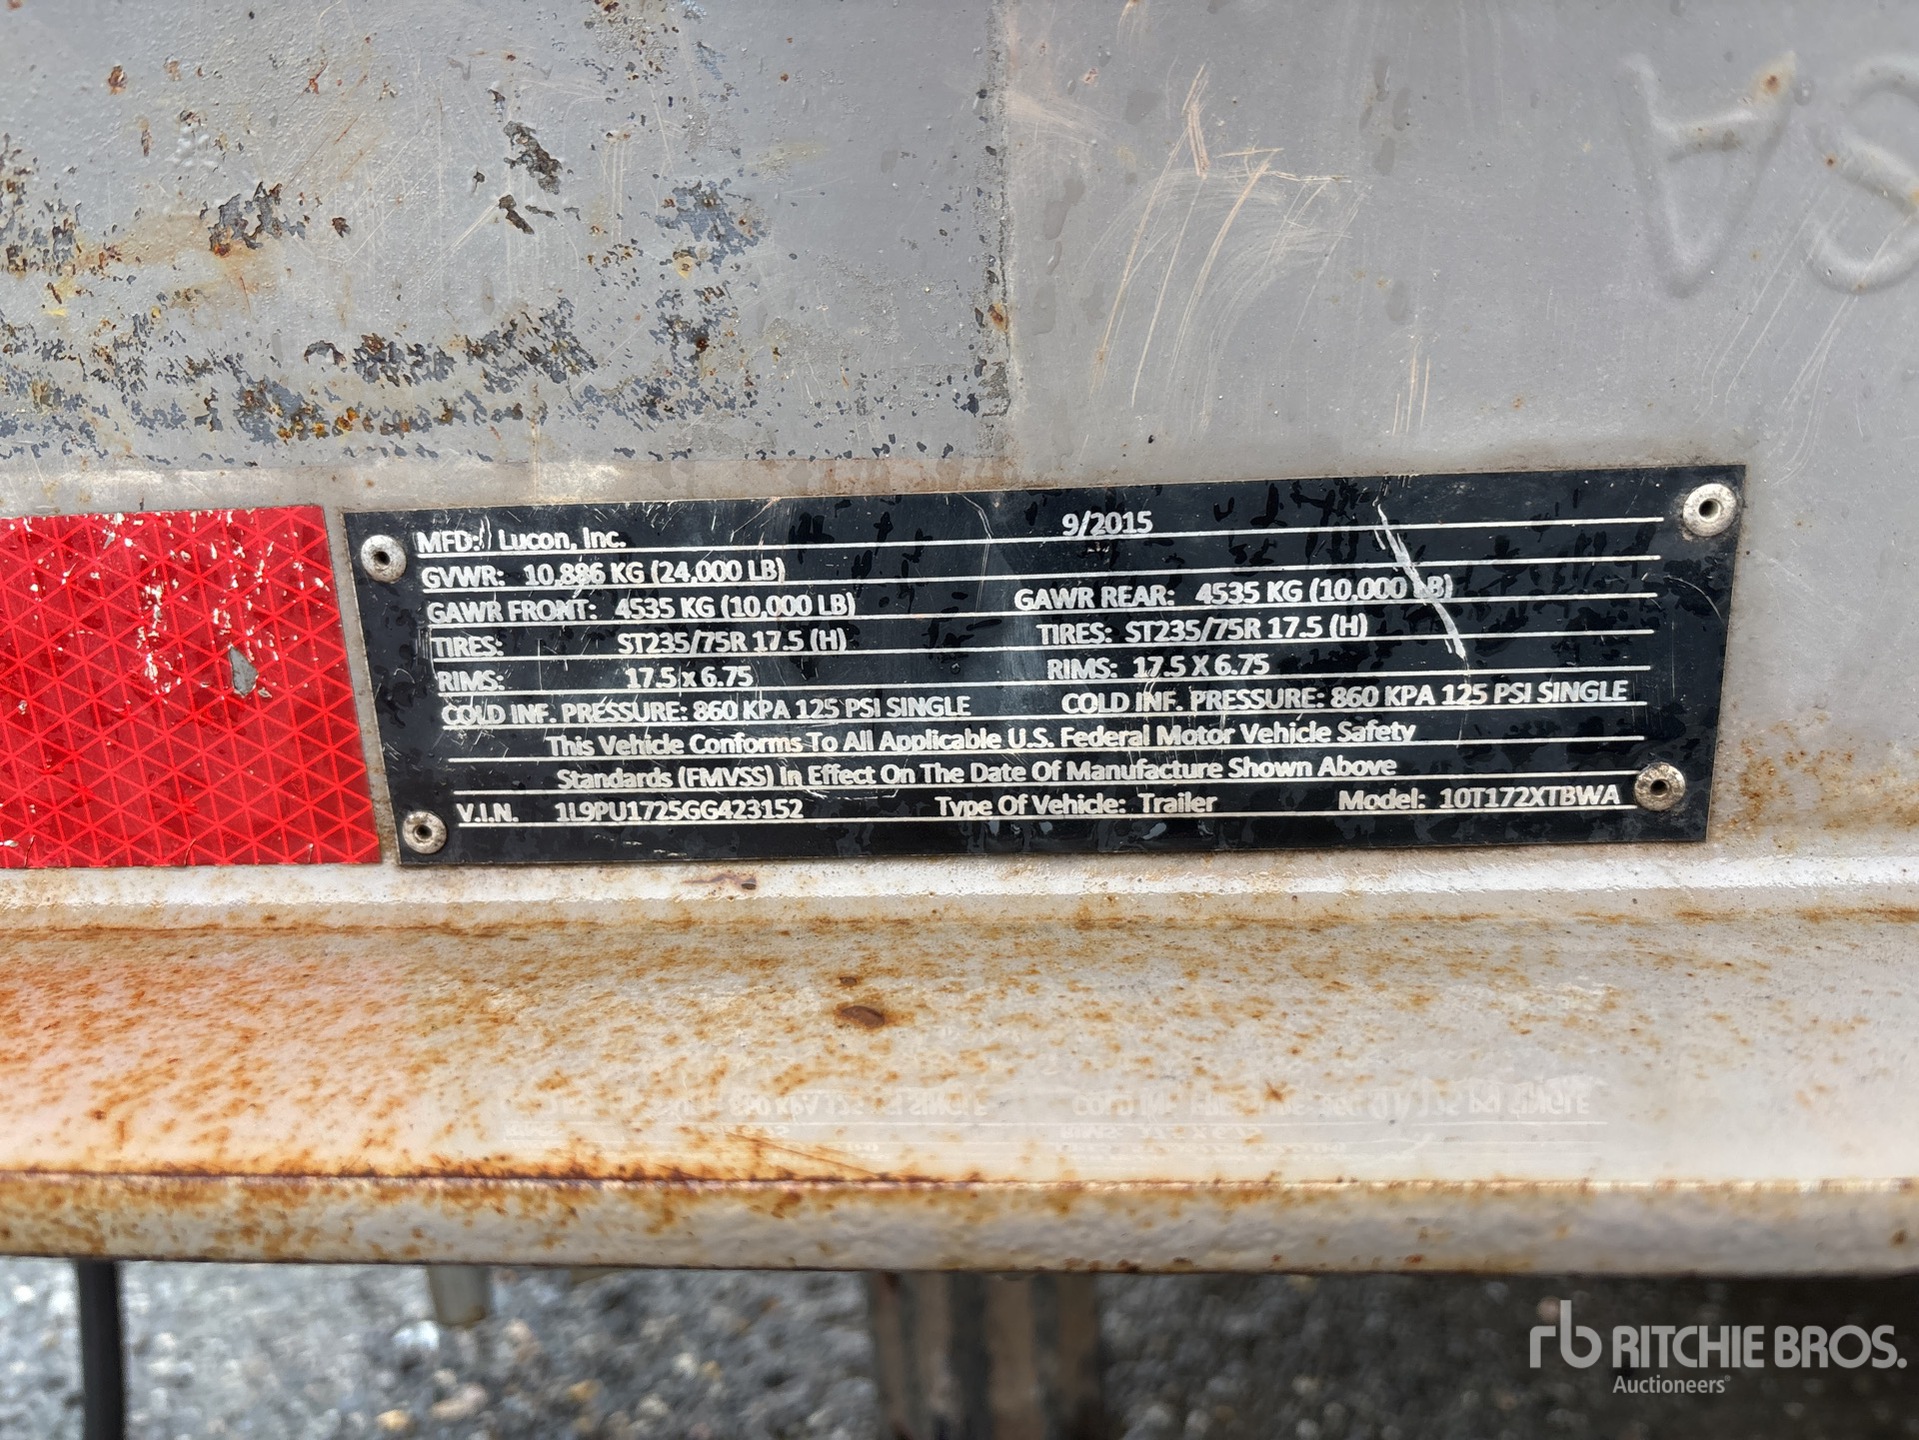 SA
MFD: Lucon, Inc. 9/2015
GVWR: 10,886 KG (24,000 LB)
GAWR FRONT: 4535 KG (10,000 LB) GAWR REAR: 4535 KG (10,000 LB)
TIRES: ST235/75R 17.5 (H) TIRES: ST235/75R 17.5 (H)
RIMS: 17.5 x 6.75 RIMS: 17.5 X 6.75
COLD INF. PRESSURE: 860 KPA 125 PSI SINGLE COLD INF. PRESSURE: 860 KPA 125 PSI SINGLE
This Vehicle Conforms To All Applicable U.S. Federal Motor Vehicle Safety
Standards (FMVSS) In Effect On The Date Of Manufacture Shown Above
V.I.N. 1L9PU1725GG423152 Type Of Vehicle: Trailer Model: 10T172XTBWA
rb RITCHIE BROS.
Auctioneers